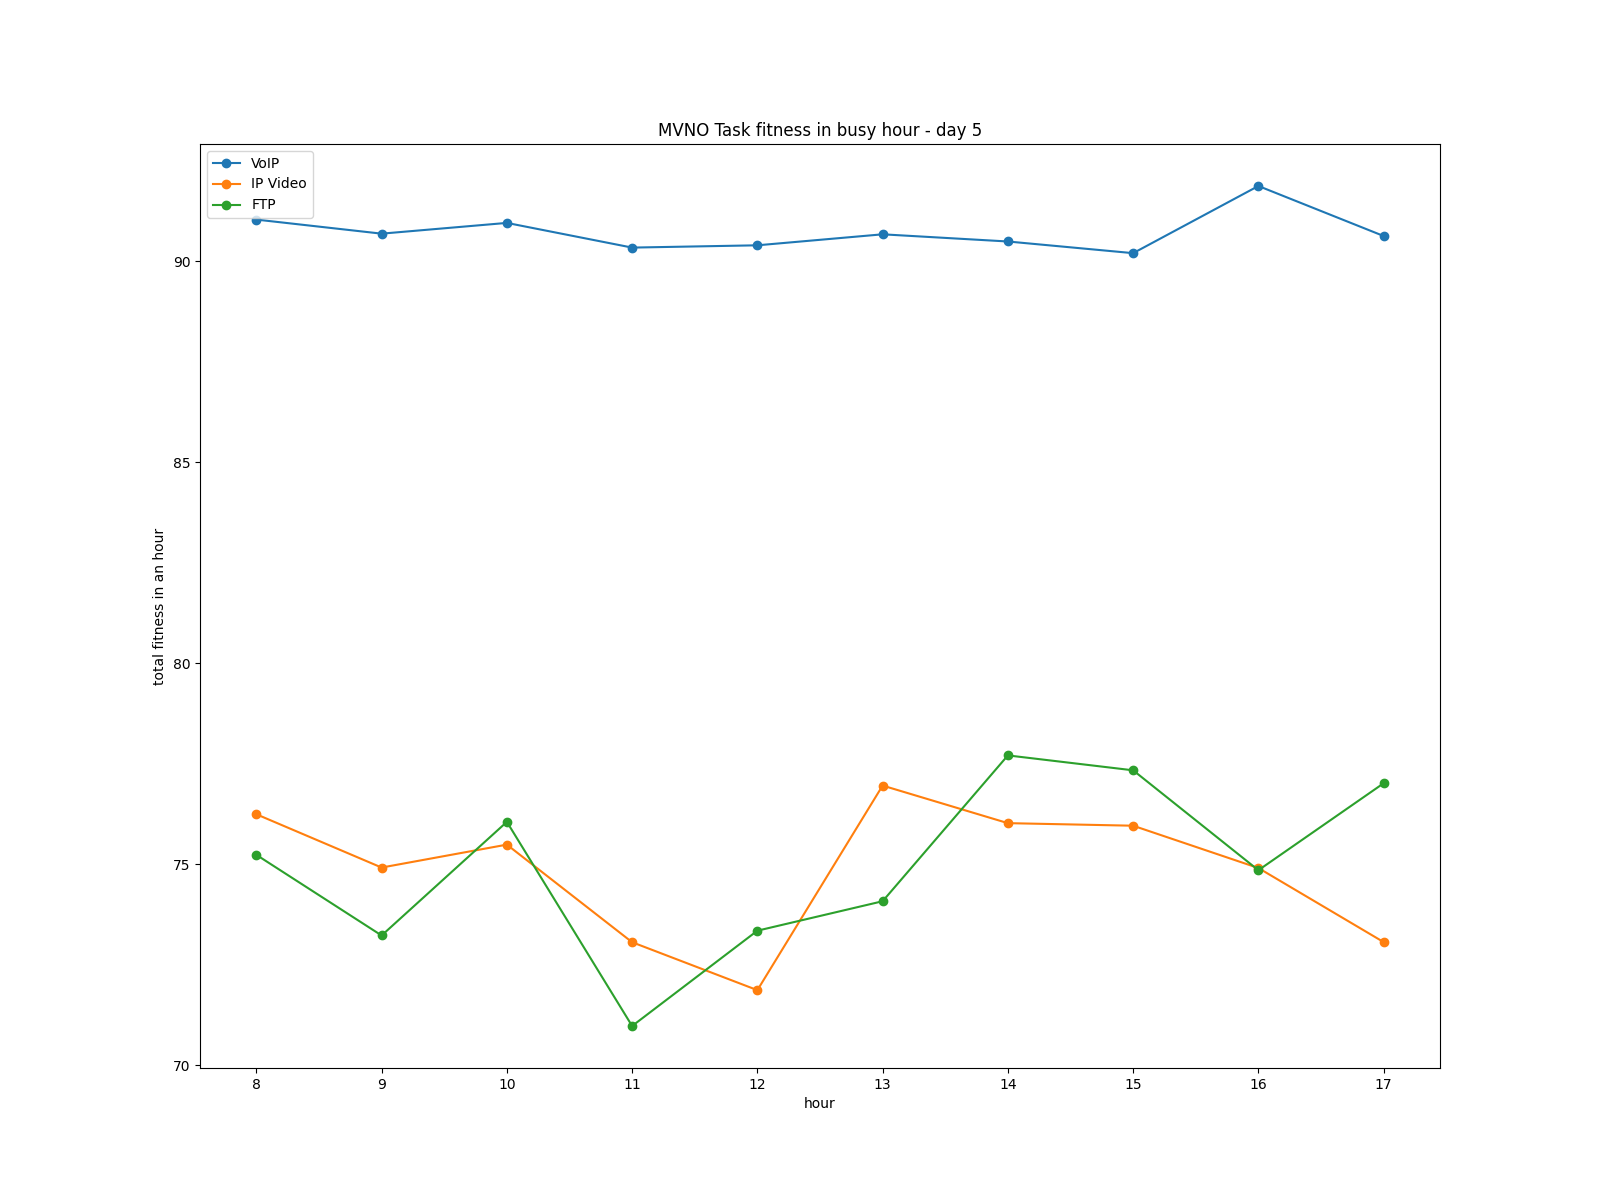 MVNO Task fitness in busy hour - day 5
VoIP
IP Video
FTP
90
85
80
75
70
total fitness in an hour
8 9 10 11 12 13 14 15 16 17
hour